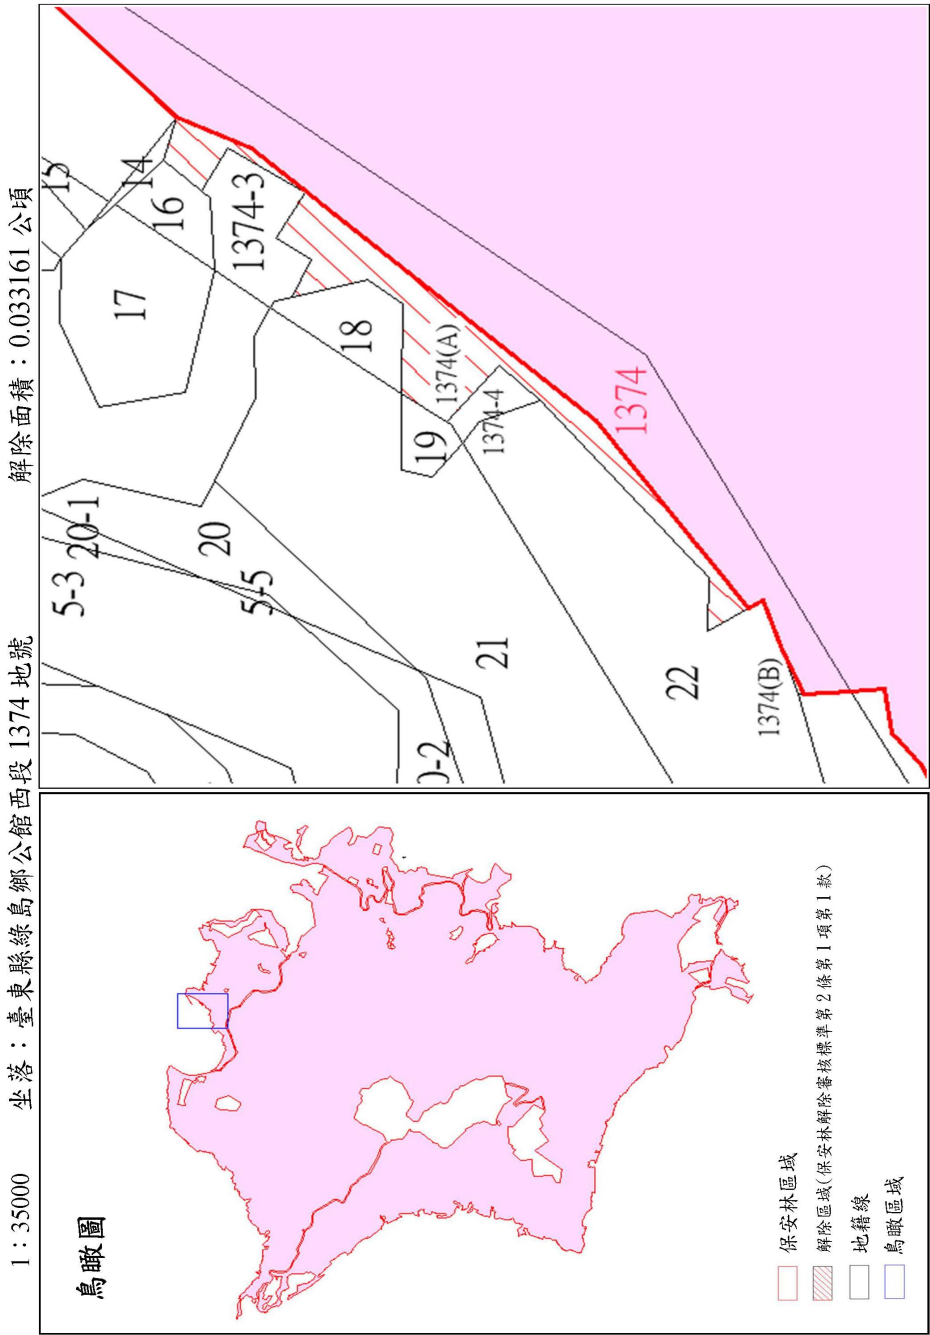 1：35000 坐落：臺東縣綠島鄉公館西段 1374 地號 解除面積：0.033161 公頃
鳥瞰圖
保安林區域
解除區域(保安林解除審核標準第 2 條第 1 項第 1 款)
地籍線
鳥瞰區域
15
14
16
17
1374-3
18
1374(A)
1374-4
19
1374
20-1
5-3
20
5-5
21
22
0-2
1374(B)